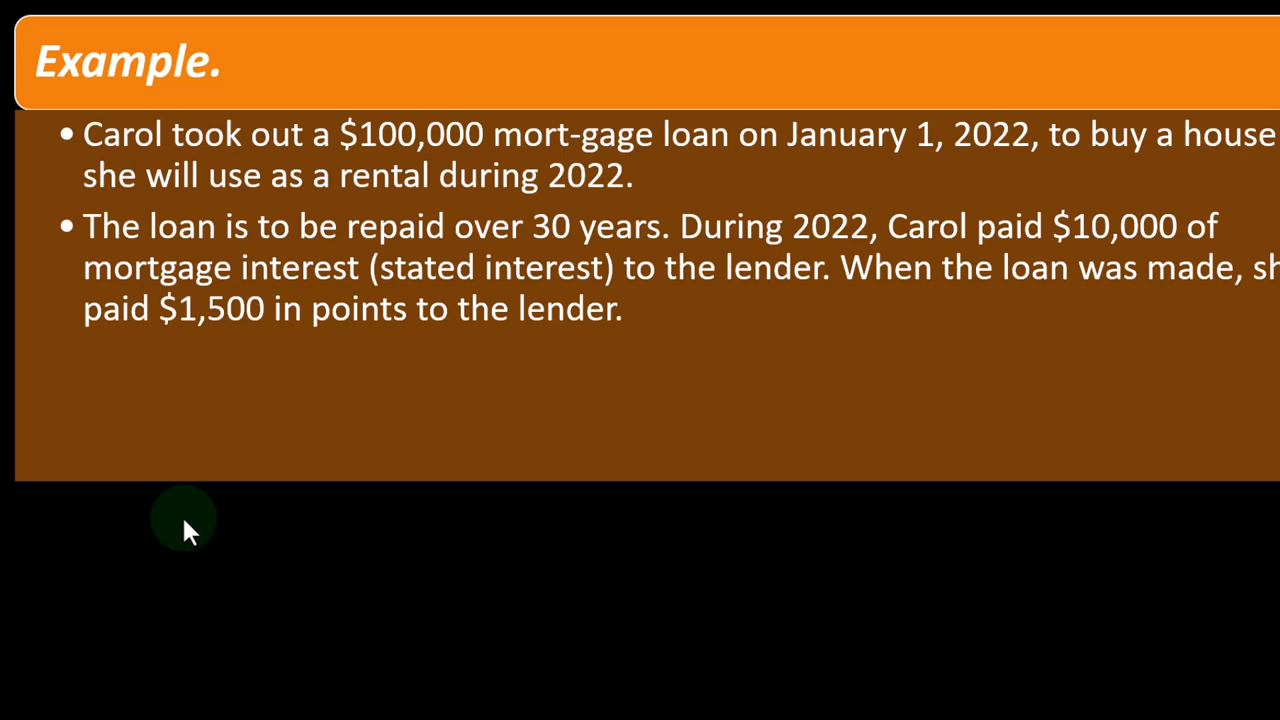 Example.
• Carol took out a $100,000 mort-gage loan on January 1, 2022, to buy a house
she will use as a rental during 2022.
• The loan is to be repaid over 30 years. During 2022, Carol paid $10,000 of
mortgage interest (stated interest) to the lender. When the loan was made, sh
paid $1,500 in points to the lender.